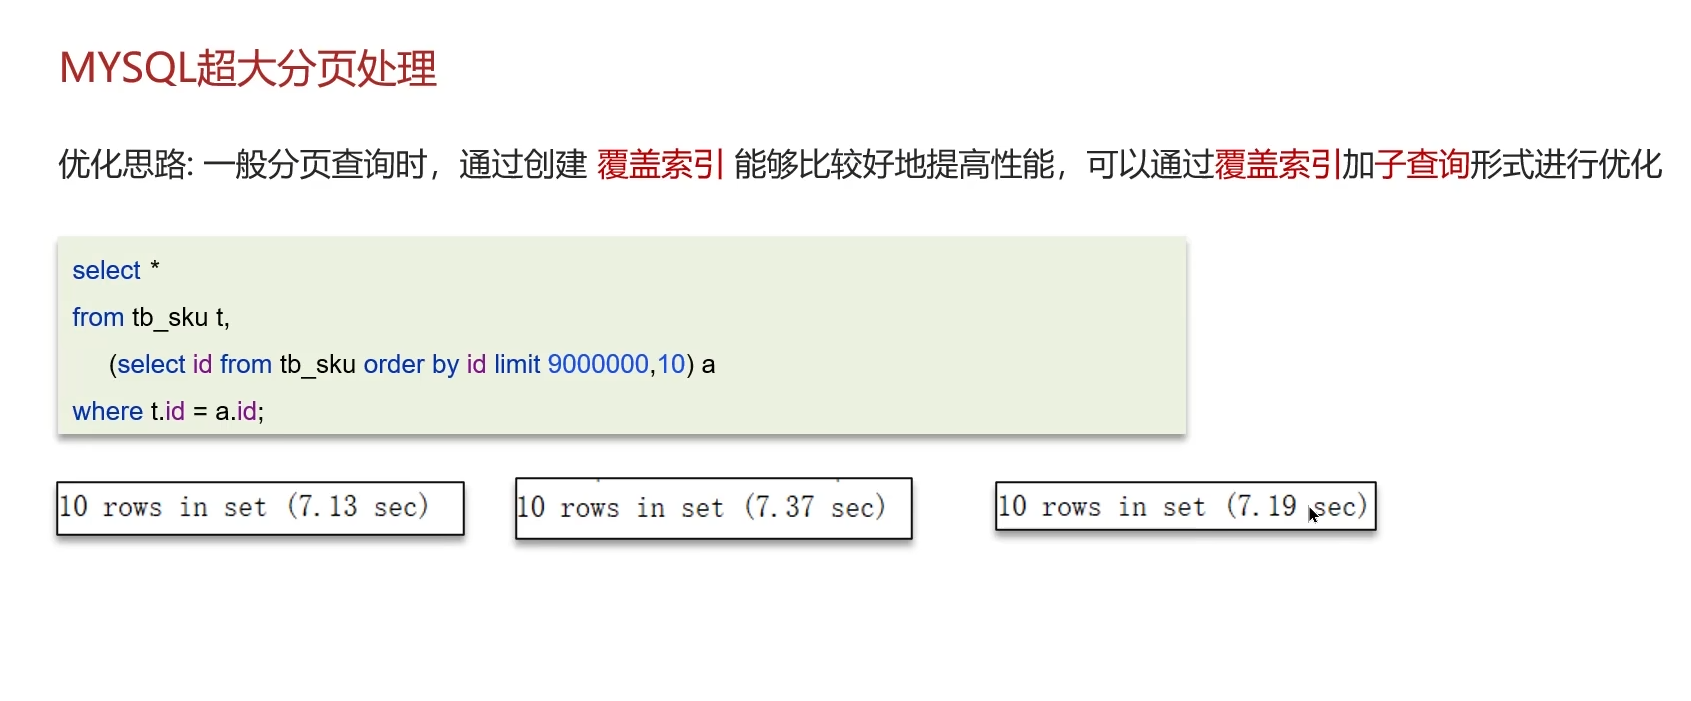 MYSQL超大分页处理
优化思路: 一般分页查询时，通过创建 覆盖索引 能够比较好地提高性能，可以通过覆盖索引加子查询形式进行优化
select *
from tb_sku t,
(select id from tb_sku order by id limit 9000000,10) a
where t.id = a.id;
10 rows in set (7.13 sec)
10 rows in set (7.37 sec)
10 rows in set (7.19 sec)